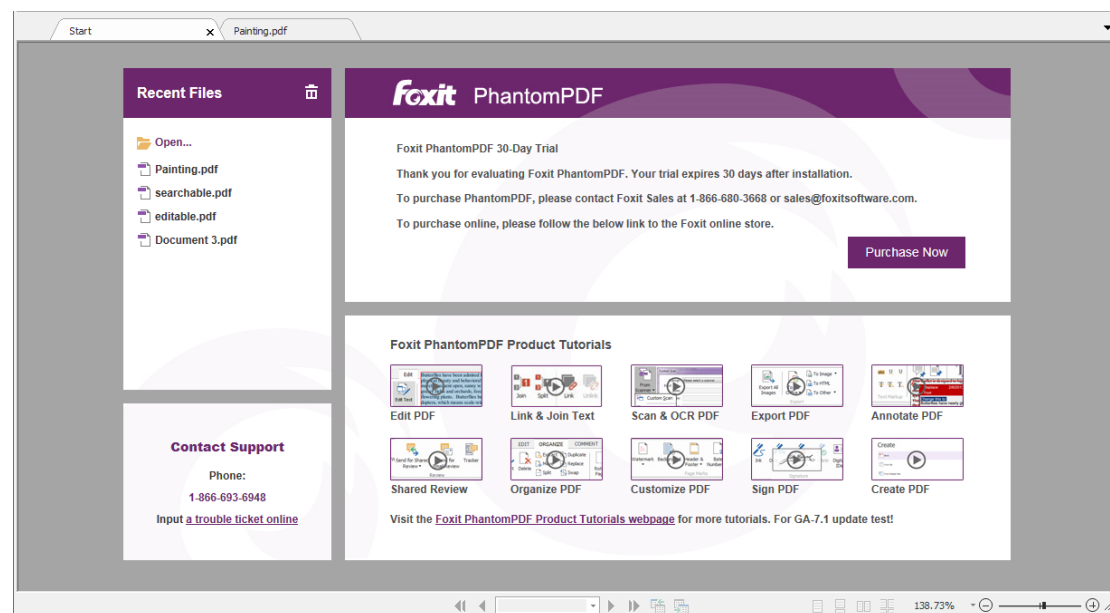 Start
Painting.pdf
Recent Files
Open...
Painting.pdf
searchable.pdf
editable.pdf
Document 3.pdf
Contact Support
Phone:
1-866-693-6948
Input a trouble ticket online
Foxit PhantomPDF
Foxit PhantomPDF 30-Day Trial
Thank you for evaluating Foxit PhantomPDF. Your trial expires 30 days after installation.
To purchase PhantomPDF, please contact Foxit Sales at 1-866-680-3668 or sales@foxitsoftware.com.
To purchase online, please follow the below link to the Foxit online store.
Purchase Now
Foxit PhantomPDF Product Tutorials
Edit PDF
Link & Join Text
Scan & OCR PDF
Export PDF
Annotate PDF
Shared Review
Organize PDF
Customize PDF
Sign PDF
Create PDF
Visit the Foxit PhantomPDF Product Tutorials webpage for more tutorials. For GA-7.1 update test!
138.73%